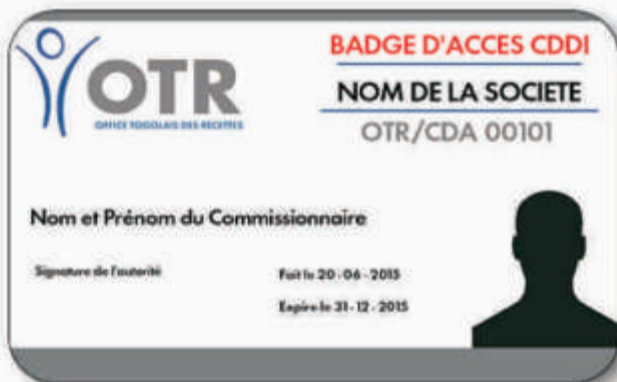 OTR
OFFICE TOGOLAIS DES RECETTES
BADGE D'ACCES CDDI
NOM DE LA SOCIETE
OTR/CDA 00101
Nom et Prénom du Commissionnaire
Signature de l'autorité
Fait le 20-06-2015
Expire le 31-12-2015